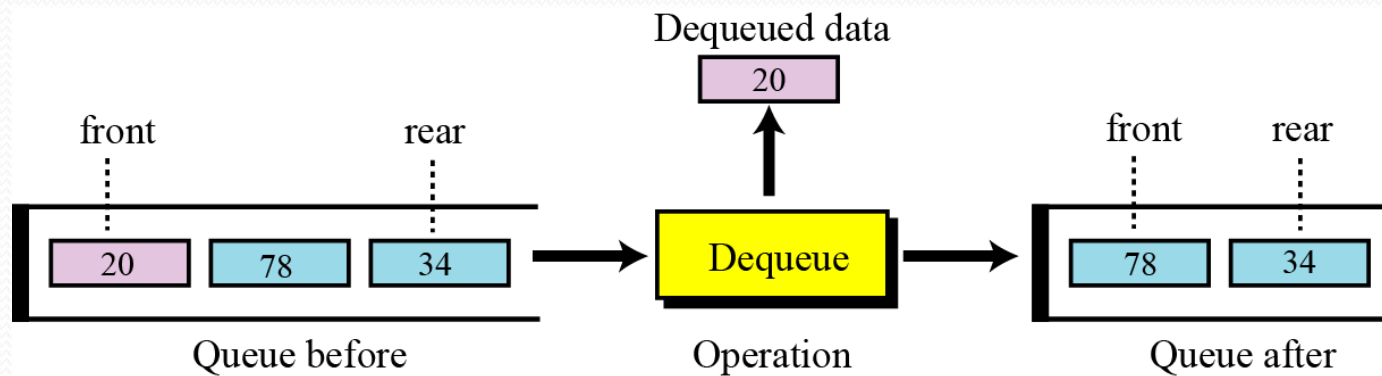 Dequeued data
20
front rear front rear
20 78 34 Dequeue 78 34
Queue before Operation Queue after